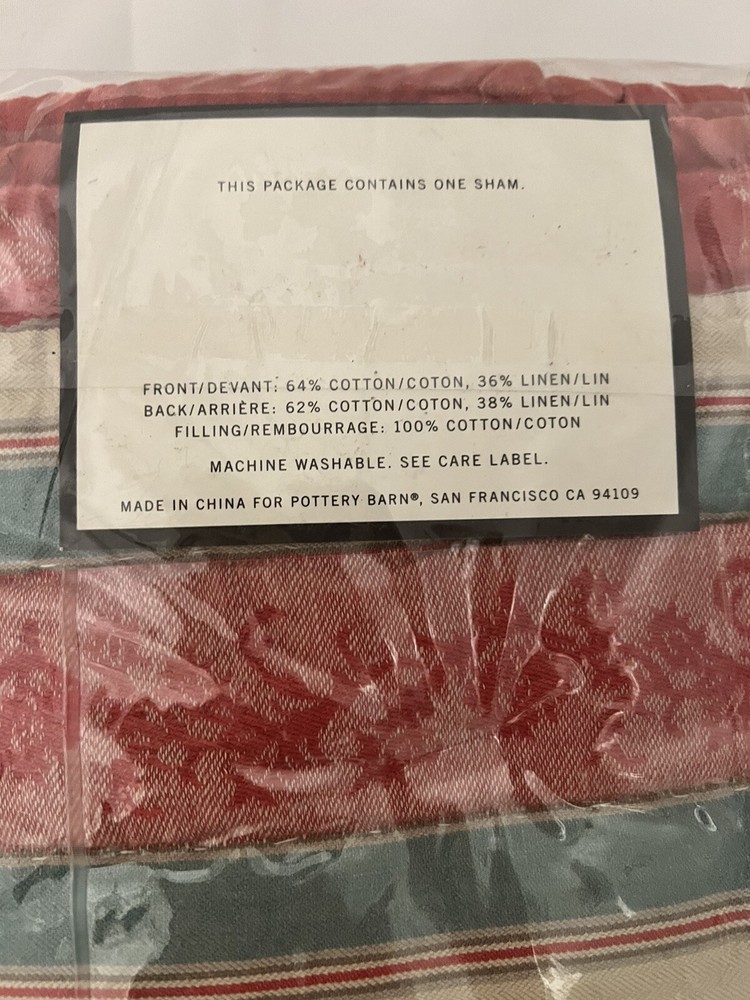 THIS PACKAGE CONTAINS ONE SHAM.
FRONT/DEVANT: 64% COTTON/COTON, 36% LINEN/LIN
BACK/ARRIÈRE: 62% COTTON/COTON, 38% LINEN/LIN
FILLING/REMBOURRAGE: 100% COTTON/COTON
MACHINE WASHABLE. SEE CARE LABEL.
MADE IN CHINA FOR POTTERY BARN®, SAN FRANCISCO CA 94109